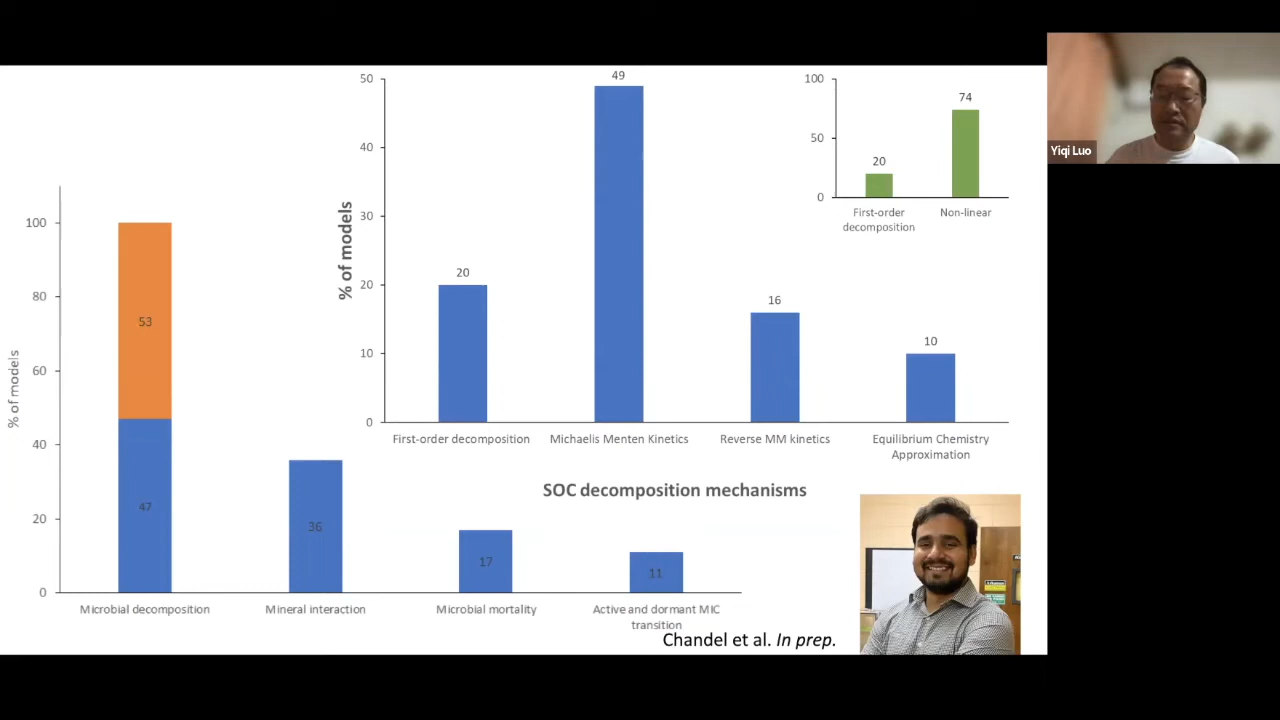 50
49
40
% of models
30
20
20
16
10
10
0
First-order decomposition
Michaelis Menten Kinetics
Reverse MM kinetics
Equilibrium Chemistry
Approximation
SOC decomposition mechanisms
100
74
50
20
0
First-order
decomposition
Non-linear
Yiqi Luo
100
80
% of models
60
40
20
0
53
47
36
17
11
Microbial decomposition
Mineral interaction
Microbial mortality
Active and dormant MIC
transition
Chandel et al. In prep.